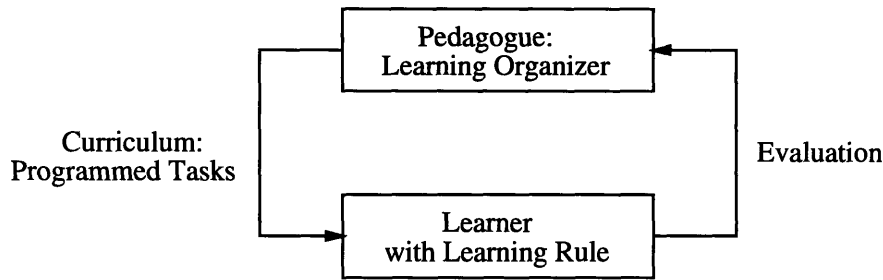 Pedagogue:
Learning Organizer
Curriculum:
Programmed Tasks
Evaluation
Learner
with Learning Rule